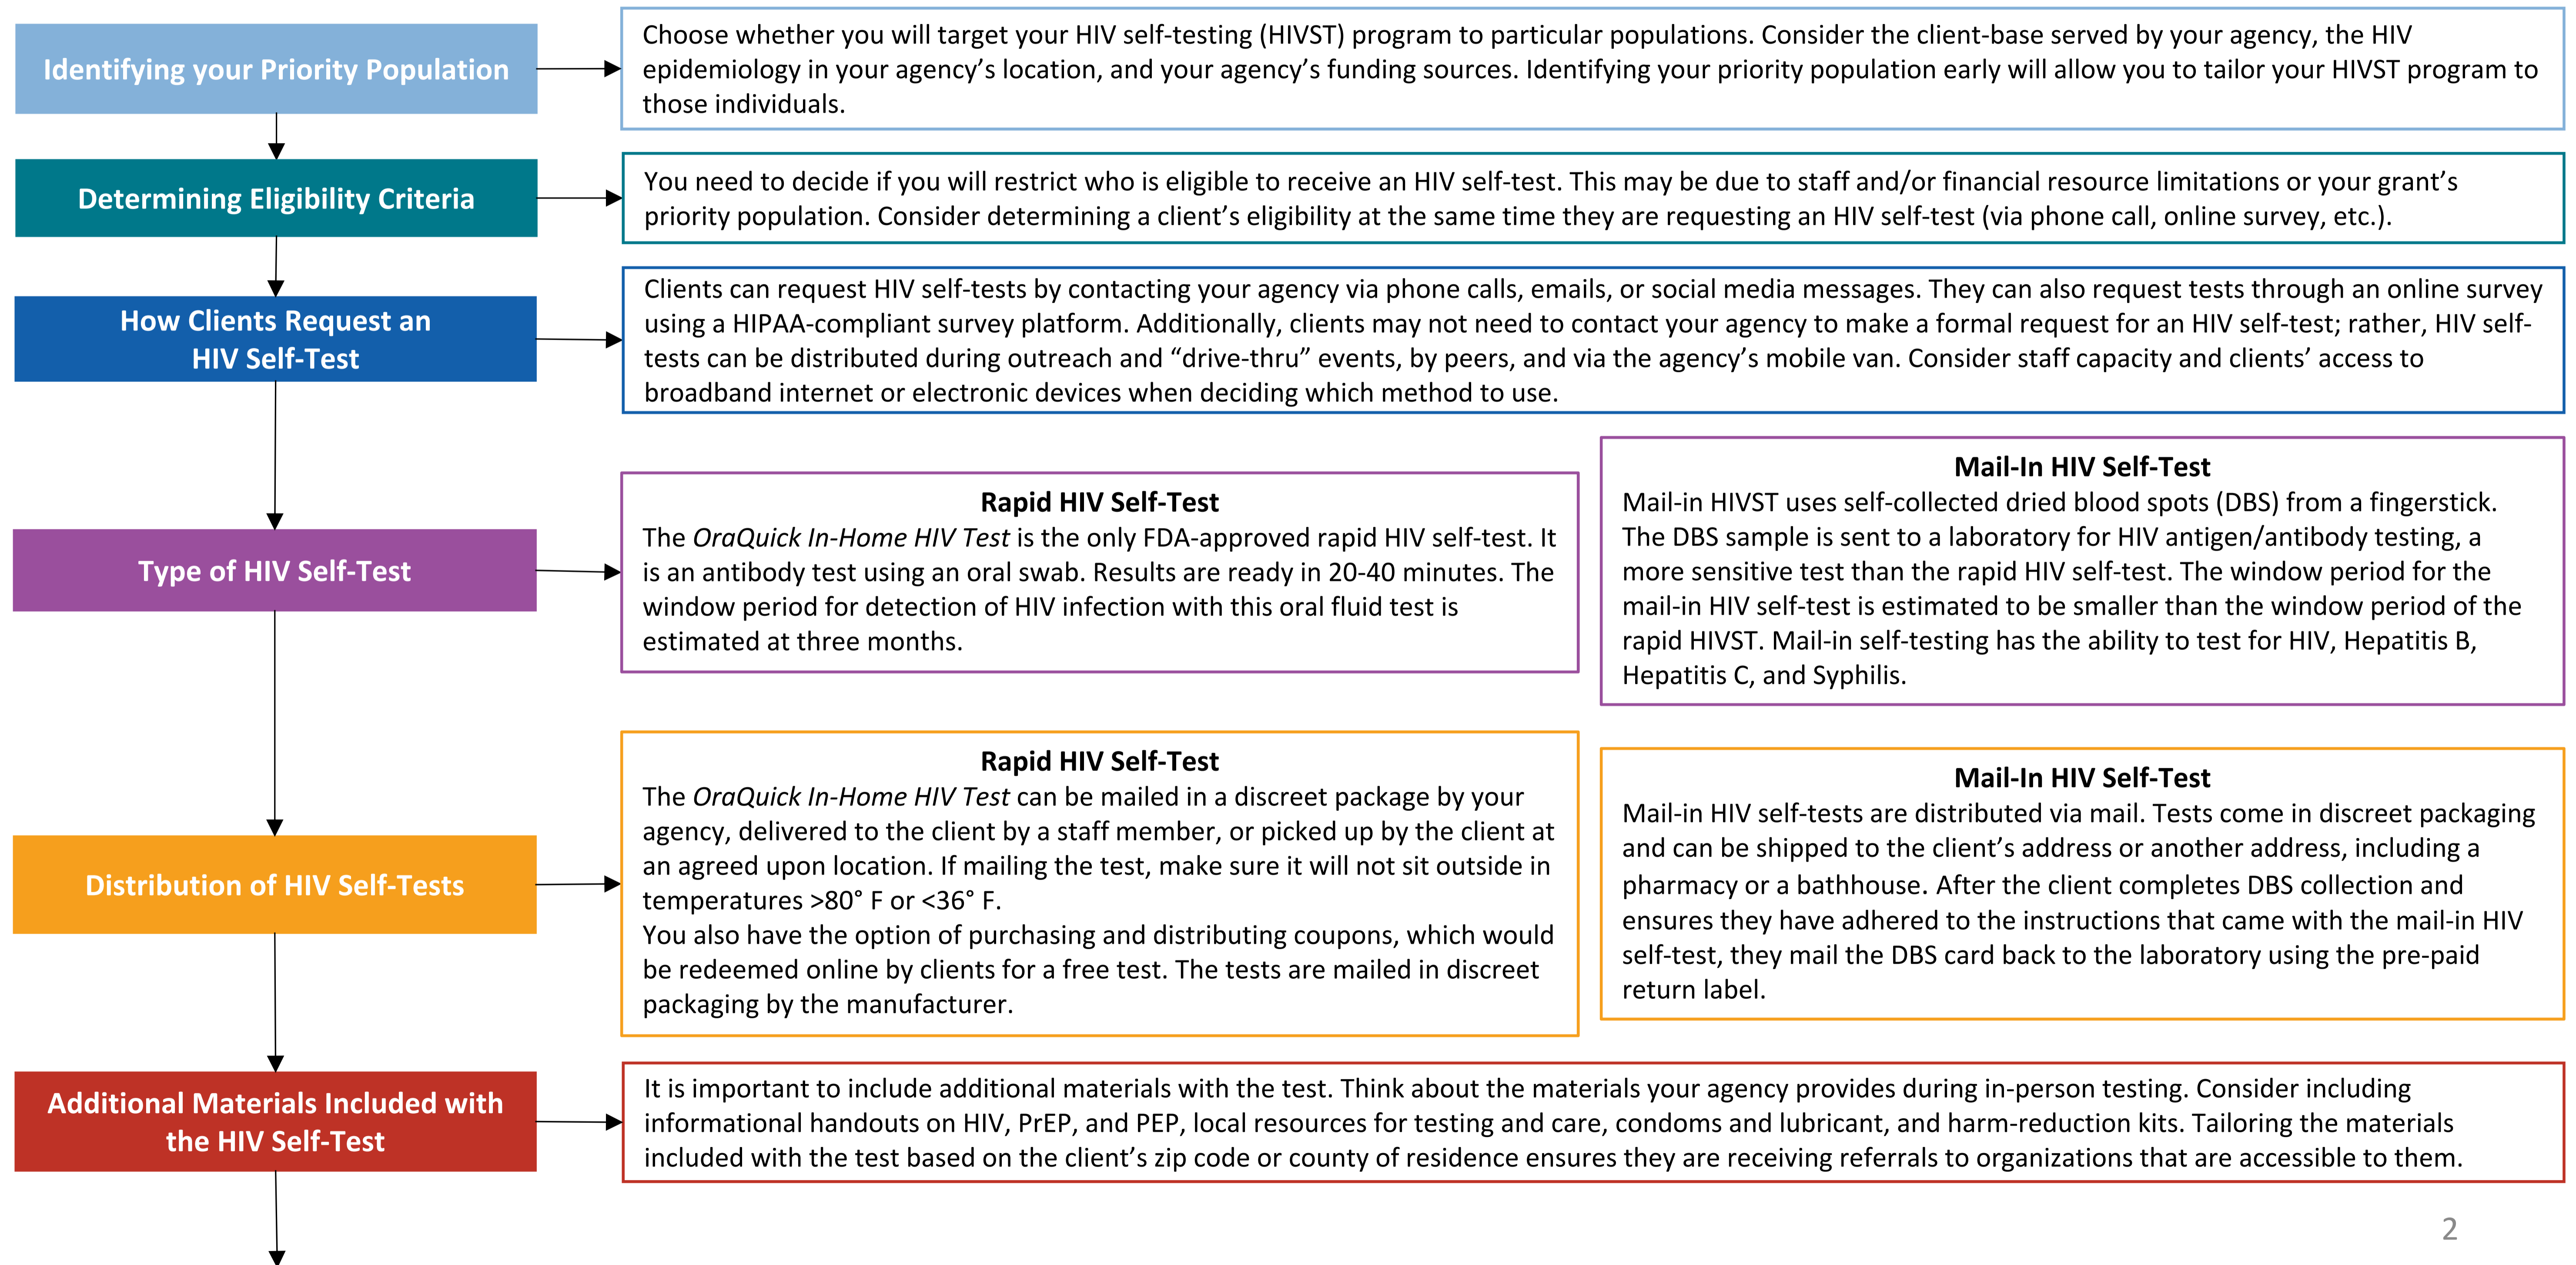 Identifying your Priority Population
Choose whether you will target your HIV self-testing (HIVST) program to particular populations. Consider the client-base served by your agency, the HIV
epidemiology in your agency’s location, and your agency’s funding sources. Identifying your priority population early will allow you to tailor your HIVST program to
those individuals.
Determining Eligibility Criteria
You need to decide if you will restrict who is eligible to receive an HIV self-test. This may be due to staff and/or financial resource limitations or your grant’s
priority population. Consider determining a client’s eligibility at the same time they are requesting an HIV self-test (via phone call, online survey, etc.).
How Clients Request an
HIV Self-Test
Clients can request HIV self-tests by contacting your agency via phone calls, emails, or social media messages. They can also request tests through an online survey
using a HIPAA-compliant survey platform. Additionally, clients may not need to contact your agency to make a formal request for an HIV self-test; rather, HIV self-
tests can be distributed during outreach and “drive-thru” events, by peers, and via the agency’s mobile van. Consider staff capacity and clients’ access to
broadband internet or electronic devices when deciding which method to use.
Type of HIV Self-Test
Rapid HIV Self-Test
The OraQuick In-Home HIV Test is the only FDA-approved rapid HIV self-test. It
is an antibody test using an oral swab. Results are ready in 20-40 minutes. The
window period for detection of HIV infection with this oral fluid test is
estimated at three months.
Mail-In HIV Self-Test
Mail-in HIVST uses self-collected dried blood spots (DBS) from a fingerstick.
The DBS sample is sent to a laboratory for HIV antigen/antibody testing, a
more sensitive test than the rapid HIV self-test. The window period for the
mail-in HIV self-test is estimated to be smaller than the window period of the
rapid HIVST. Mail-in self-testing has the ability to test for HIV, Hepatitis B,
Hepatitis C, and Syphilis.
Distribution of HIV Self-Tests
Rapid HIV Self-Test
The OraQuick In-Home HIV Test can be mailed in a discreet package by your
agency, delivered to the client by a staff member, or picked up by the client at
an agreed upon location. If mailing the test, make sure it will not sit outside in
temperatures >80° F or <36° F.
You also have the option of purchasing and distributing coupons, which would
be redeemed online by clients for a free test. The tests are mailed in discreet
packaging by the manufacturer.
Mail-In HIV Self-Test
Mail-in HIV self-tests are distributed via mail. Tests come in discreet packaging
and can be shipped to the client’s address or another address, including a
pharmacy or a bathhouse. After the client completes DBS collection and
ensures they have adhered to the instructions that came with the mail-in HIV
self-test, they mail the DBS card back to the laboratory using the pre-paid
return label.
Additional Materials Included with
the HIV Self-Test
It is important to include additional materials with the test. Think about the materials your agency provides during in-person testing. Consider including
informational handouts on HIV, PrEP, and PEP, local resources for testing and care, condoms and lubricant, and harm-reduction kits. Tailoring the materials
included with the test based on the client’s zip code or county of residence ensures they are receiving referrals to organizations that are accessible to them.
2